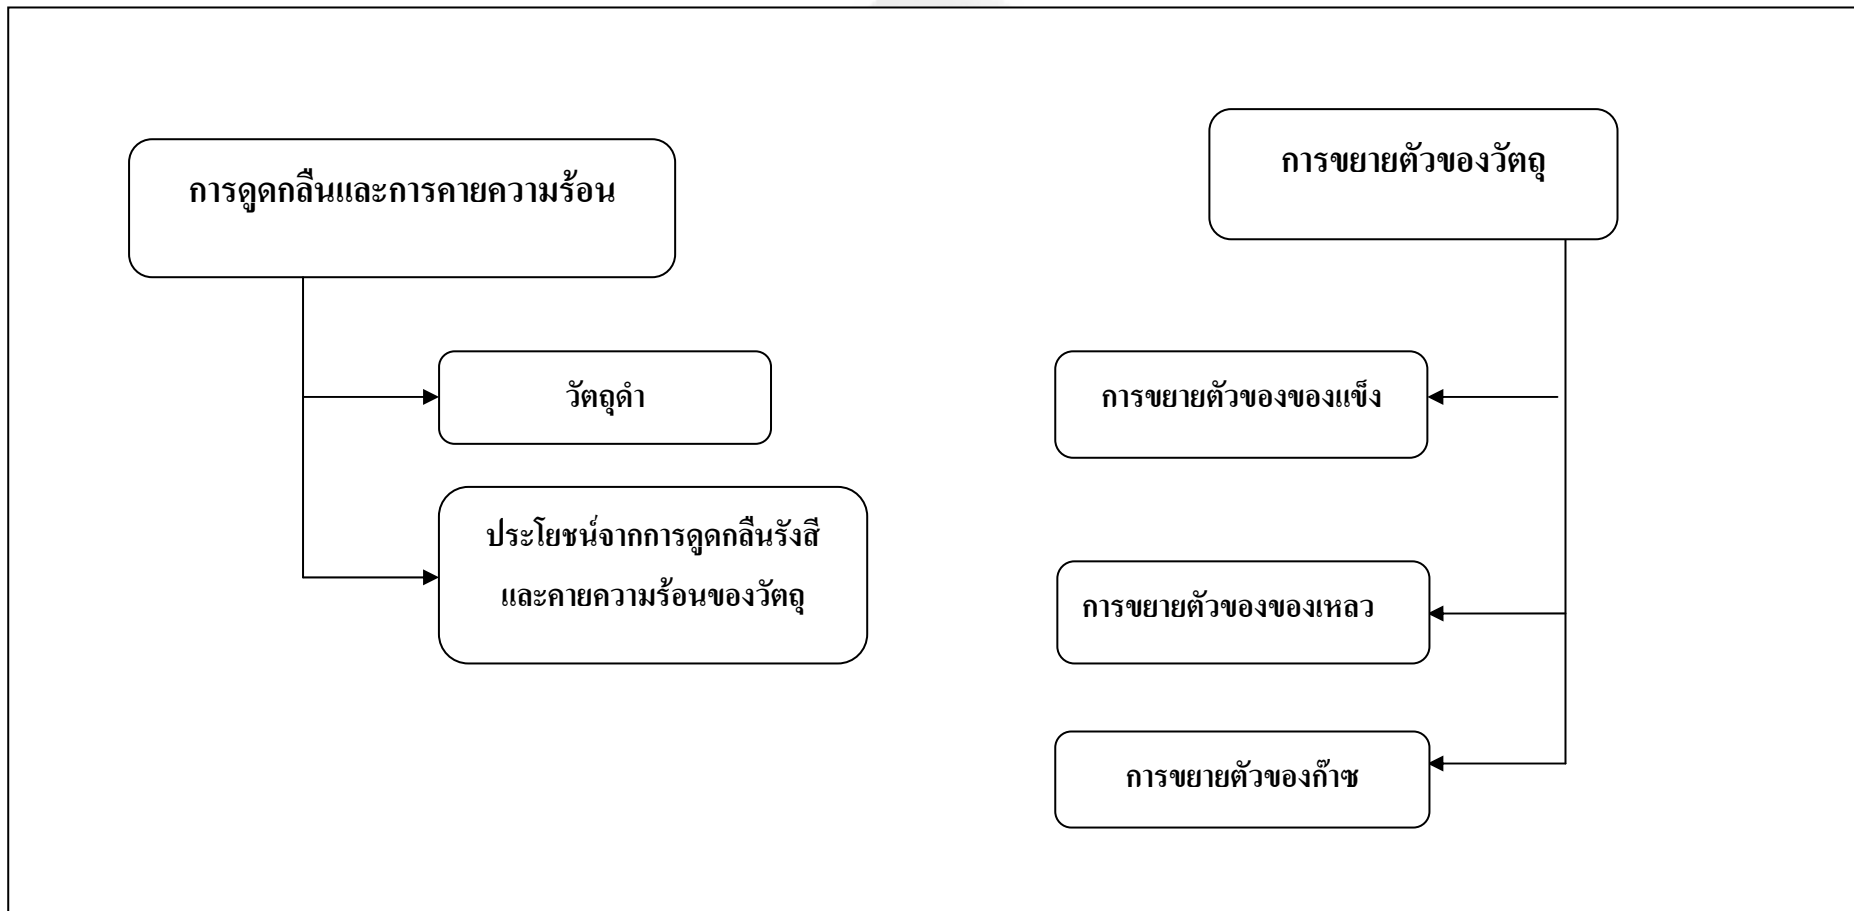 การดูดกลืนและการคายความร้อน
วัตถุดำ
ประโยชน์จากการดูดกลืนรังสี
และคายความร้อนของวัตถุ
การขยายตัวของวัตถุ
การขยายตัวของของแข็ง
การขยายตัวของของเหลว
การขยายตัวของก๊าซ